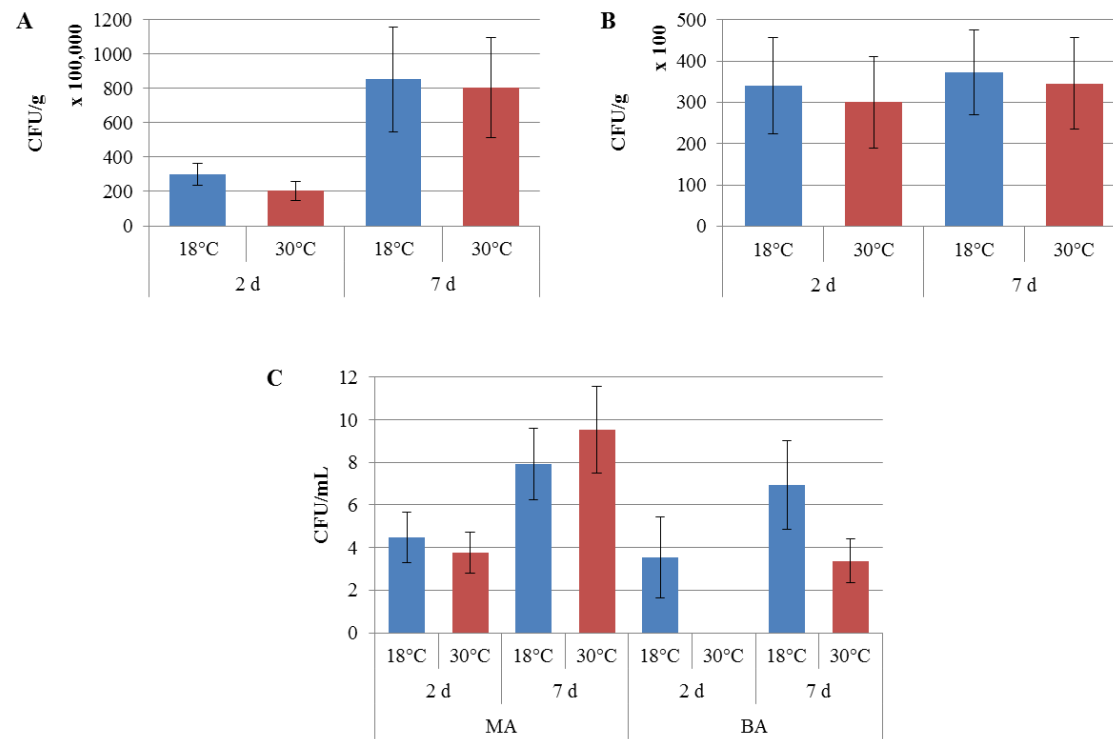 A
CFU/g
x 100,000
1200
1000
800
600
400
200
0
18°C 30°C 18°C 30°C
2 d 7 d
B
CFU/g
x 100
500
400
300
200
100
0
18°C 30°C 18°C 30°C
2 d 7 d
C
CFU/mL
12
10
8
6
4
2
0
18°C 30°C 18°C 30°C 18°C 30°C 18°C 30°C
2 d 7 d 2 d 7 d
MA BA